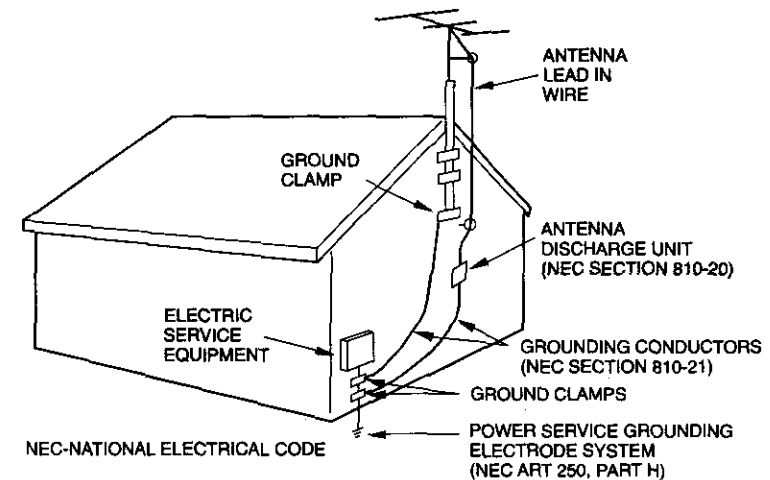 ANTENNA
LEAD IN
WIRE
GROUND
CLAMP
ANTENNA
DISCHARGE UNIT
(NEC SECTION 810-20)
ELECTRIC
SERVICE
EQUIPMENT
GROUNDING CONDUCTORS
(NEC SECTION 810-21)
GROUND CLAMPS
POWER SERVICE GROUNDING
ELECTRODE SYSTEM
(NEC ART 250, PART H)
NEC-NATIONAL ELECTRICAL CODE